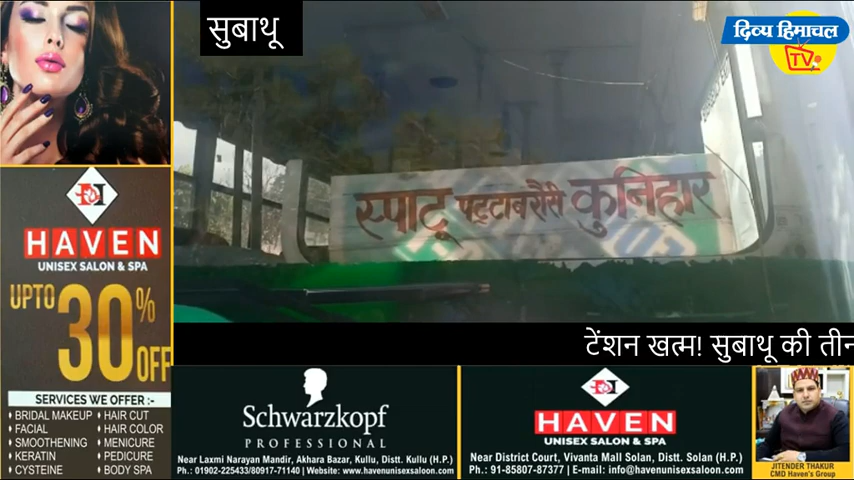 सुबाथू
दिव्य हिमाचल
TV
स्पाटू पट्टाबरौरी कुनिहार
HAVEN
UNISEX SALON & SPA
UPTO 30% OFF
SERVICES WE OFFER :-
• BRIDAL MAKEUP • HAIR CUT
• FACIAL • HAIR COLOR
• SMOOTHENING • MENICURE
• KERATIN • PEDICURE
• CYSTEINE • BODY SPA
टेंशन खत्म! सुबाथू की तीन
Schwarzkopf
PROFESSIONAL
Near Laxmi Narayan Mandir, Akhara Bazar, Kullu, Distt. Kullu (H.P.)
Ph.: 01902-225433/80917-71140 | Website: www.havenunisexsaloon.com
HAVEN
UNISEX SALON & SPA
Near District Court, Vivanta Mall Solan, Distt. Solan (H.P.)
Ph.: 91-85807-87377 | E-mail: info@havenunisexsaloon.com
JITENDER THAKUR
CMD Haven's Group